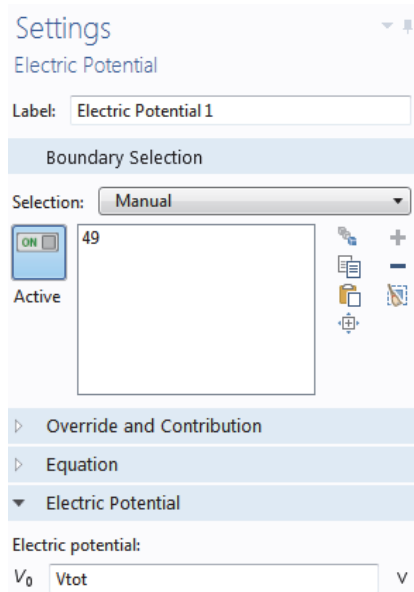 Settings
Electric Potential
Label: Electric Potential 1
Boundary Selection
Selection: Manual
ON
49
Active
Override and Contribution
Equation
Electric Potential
Electric potential:
V0 Vtot V